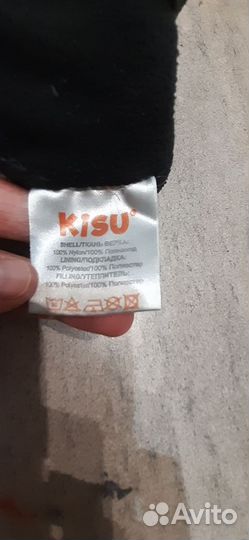 KiSU°
SHELL/ТКАНЬ ВЕРХА:
100% Nylon/100% Полиэстер
LINING/ПОДКЛАДКА:
100% Polyester/100% Полиэстер
FILLING/УТЕПЛИТЕЛЬ:
100% Polyester/100% Полиэстер
Avito